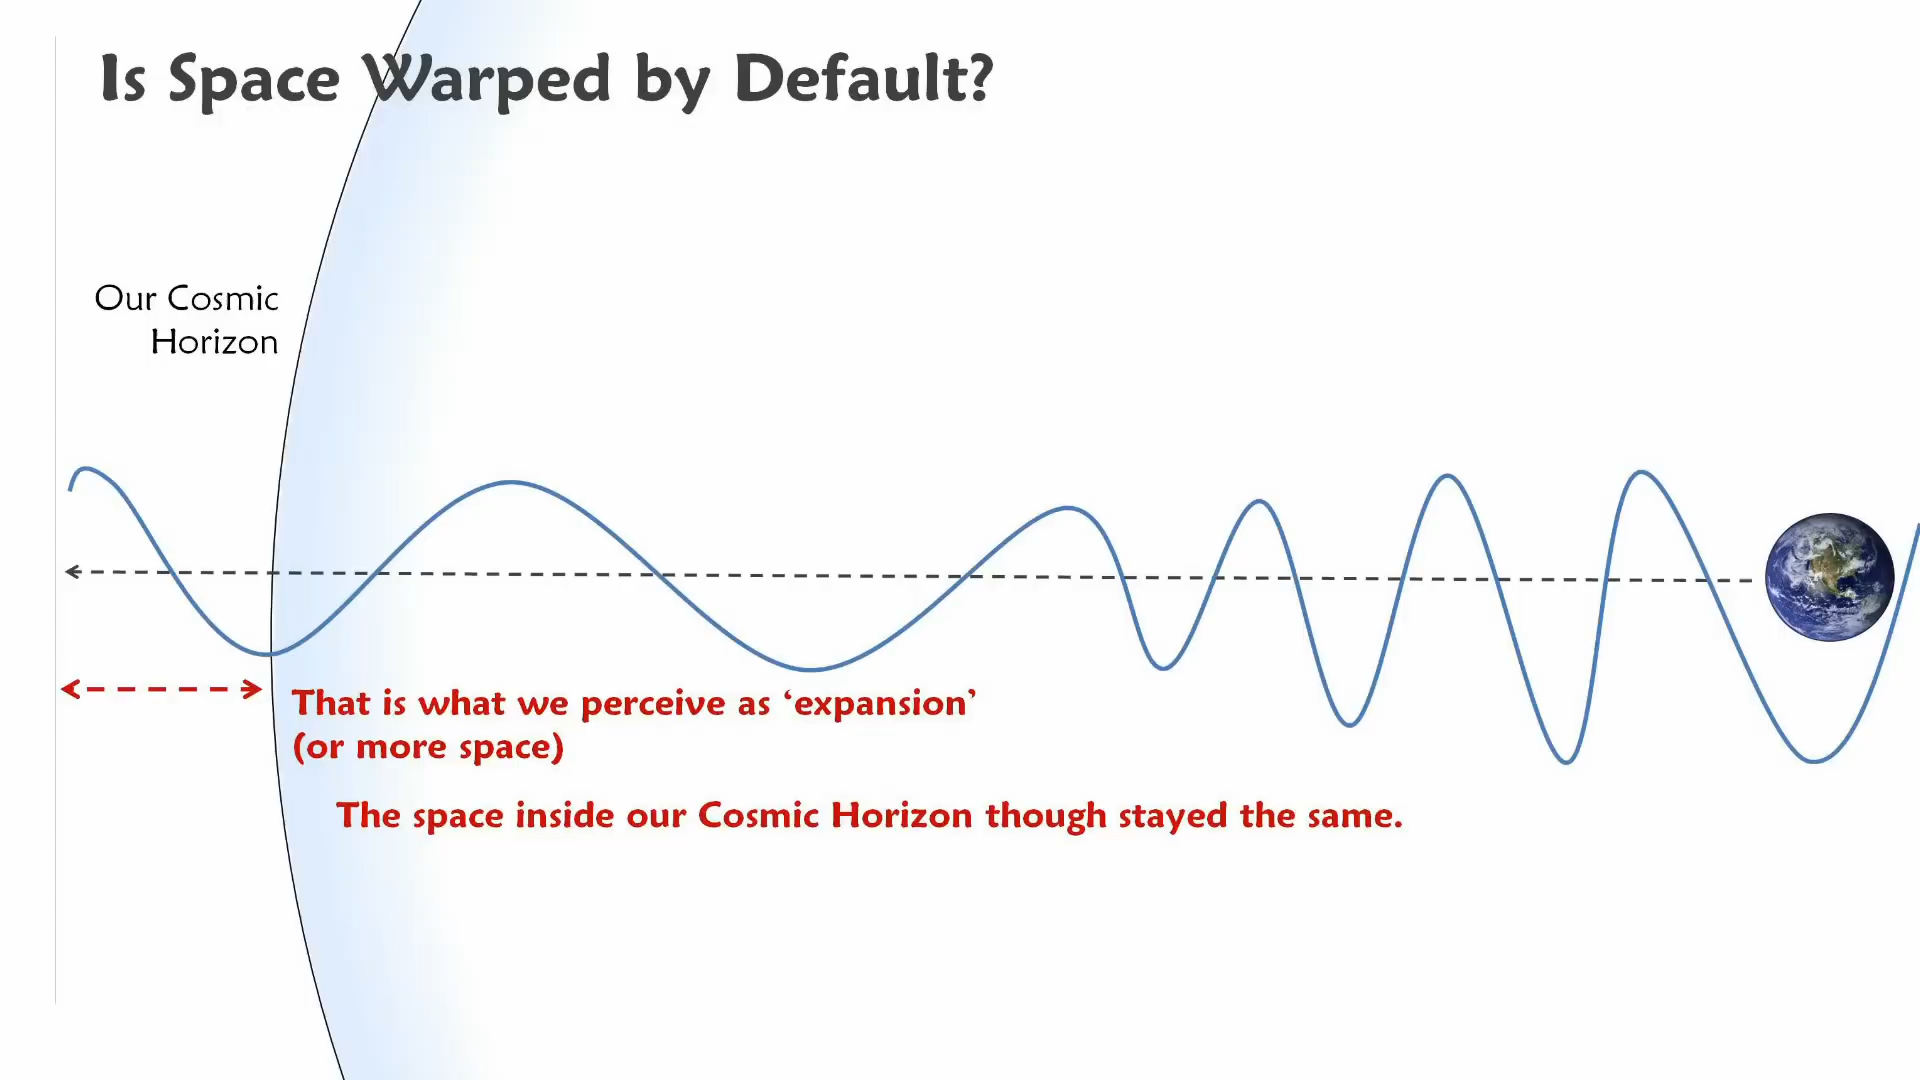 Is Space Warped by Default?
Our Cosmic
Horizon
That is what we perceive as ‘expansion’
(or more space)
The space inside our Cosmic Horizon though stayed the same.